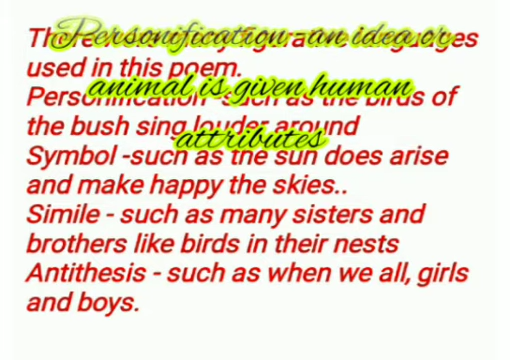 Personification -an idea or
animal is given human
attributes
There
used in this poem.
Personification -such as the birds of
the bush sing louder around
Symbol -such as the sun does arise
and make happy the skies..
Simile - such as many sisters and
brothers like birds in their nests
Antithesis - such as when we all, girls
and boys.